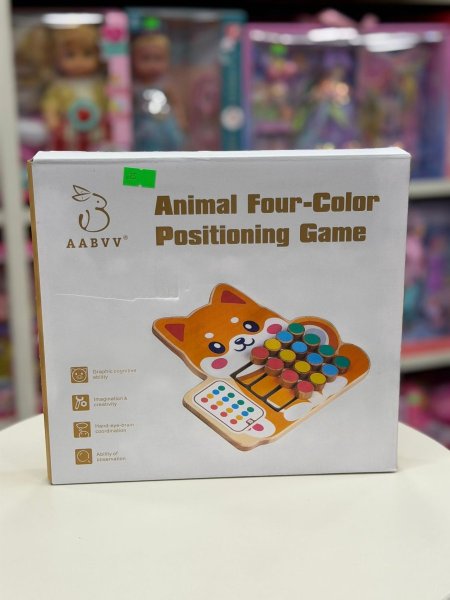 AABVV®
Animal Four-Color
Positioning Game
Graphic cognitive
ability
Imagination &
creativity
Hand-eye-brain
coordination
Ability of
observation